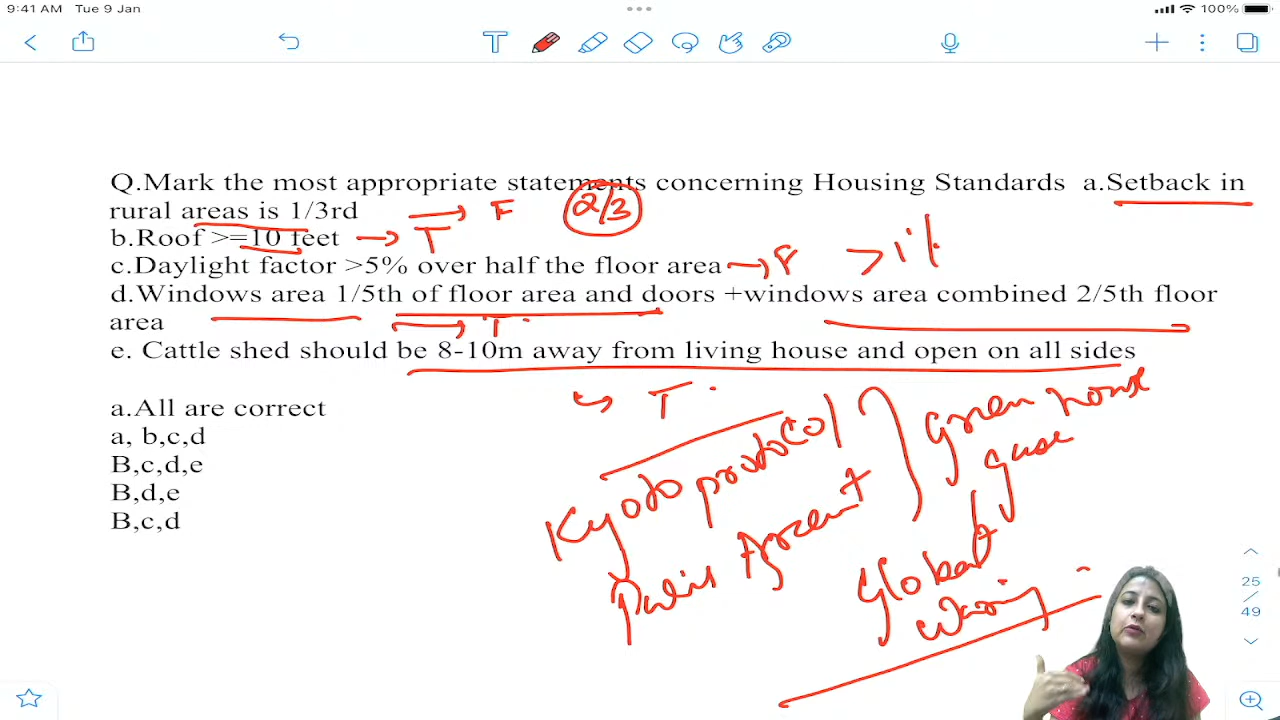 9:41 AM Tue 9 Jan
100%
T
Q.Mark the most appropriate statements concerning Housing Standards a.Setback in
rural areas is 1/3rd → F 2/3
b.Roof >=10 feet → T
c.Daylight factor >5% over half the floor area → F >1%
d.Windows area 1/5th of floor area and doors +windows area combined 2/5th floor
area → T
e. Cattle shed should be 8-10m away from living house and open on all sides
↪ T
a.All are correct
a, b,c,d
B,c,d,e
B,d,e
B,c,d
Kyoto protocol
Green house
gase
Global
25
/
49